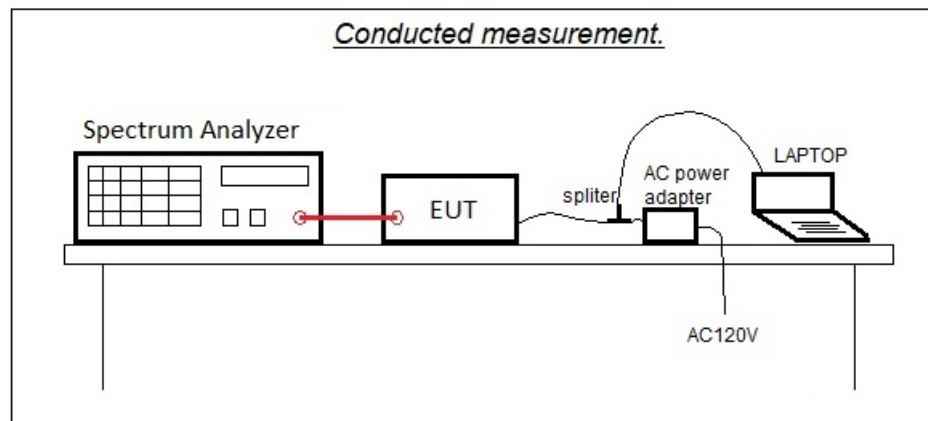 Conducted measurement.
Spectrum Analyzer
EUT
spliter
AC power
adapter
LAPTOP
AC120V